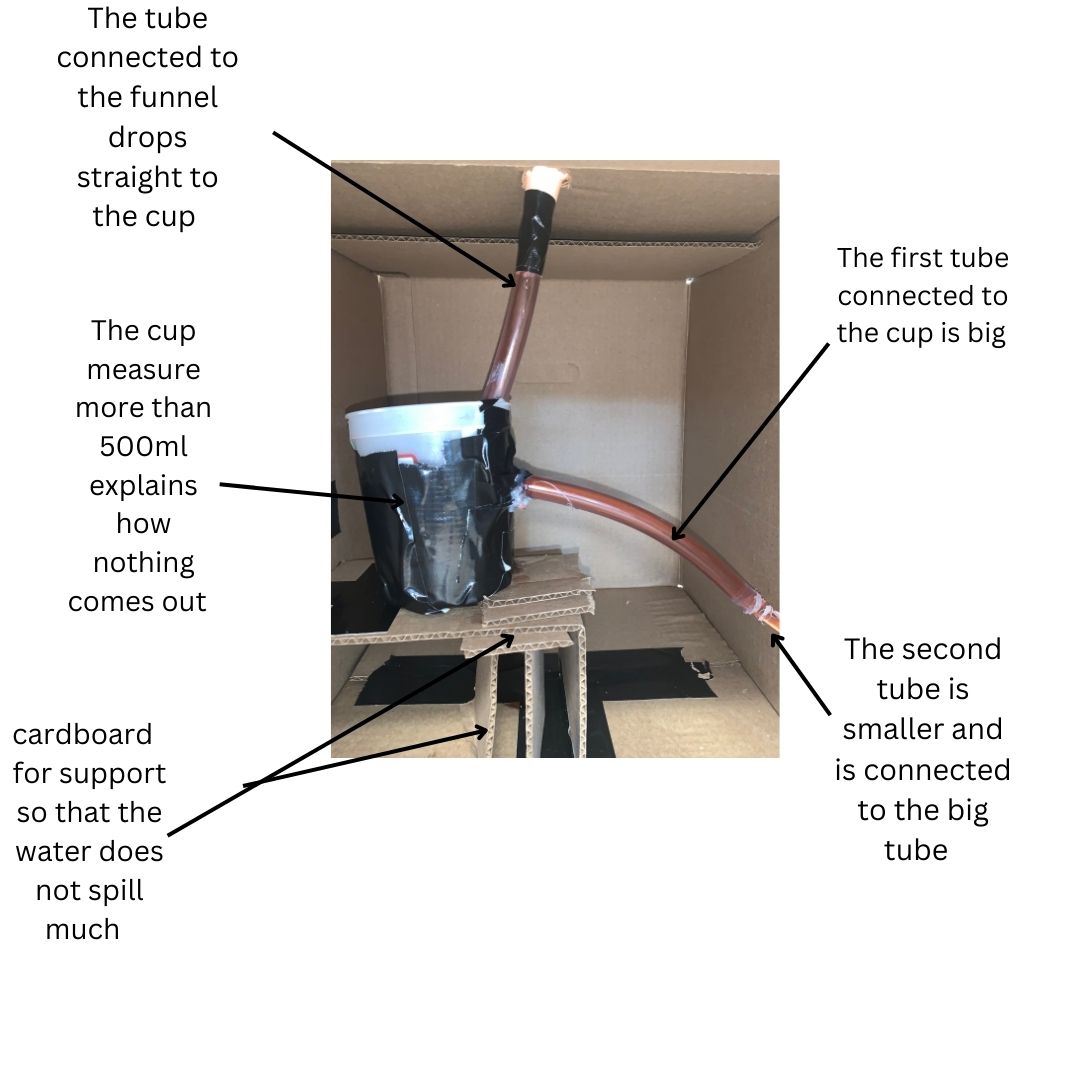 The tube
connected to
the funnel
drops
straight to
the cup
The first tube
connected to
the cup is big
The cup
measure
more than
500ml
explains
how
nothing
comes out
The second
tube is
smaller and
is connected
to the big
tube
cardboard
for support
so that the
water does
not spill
much